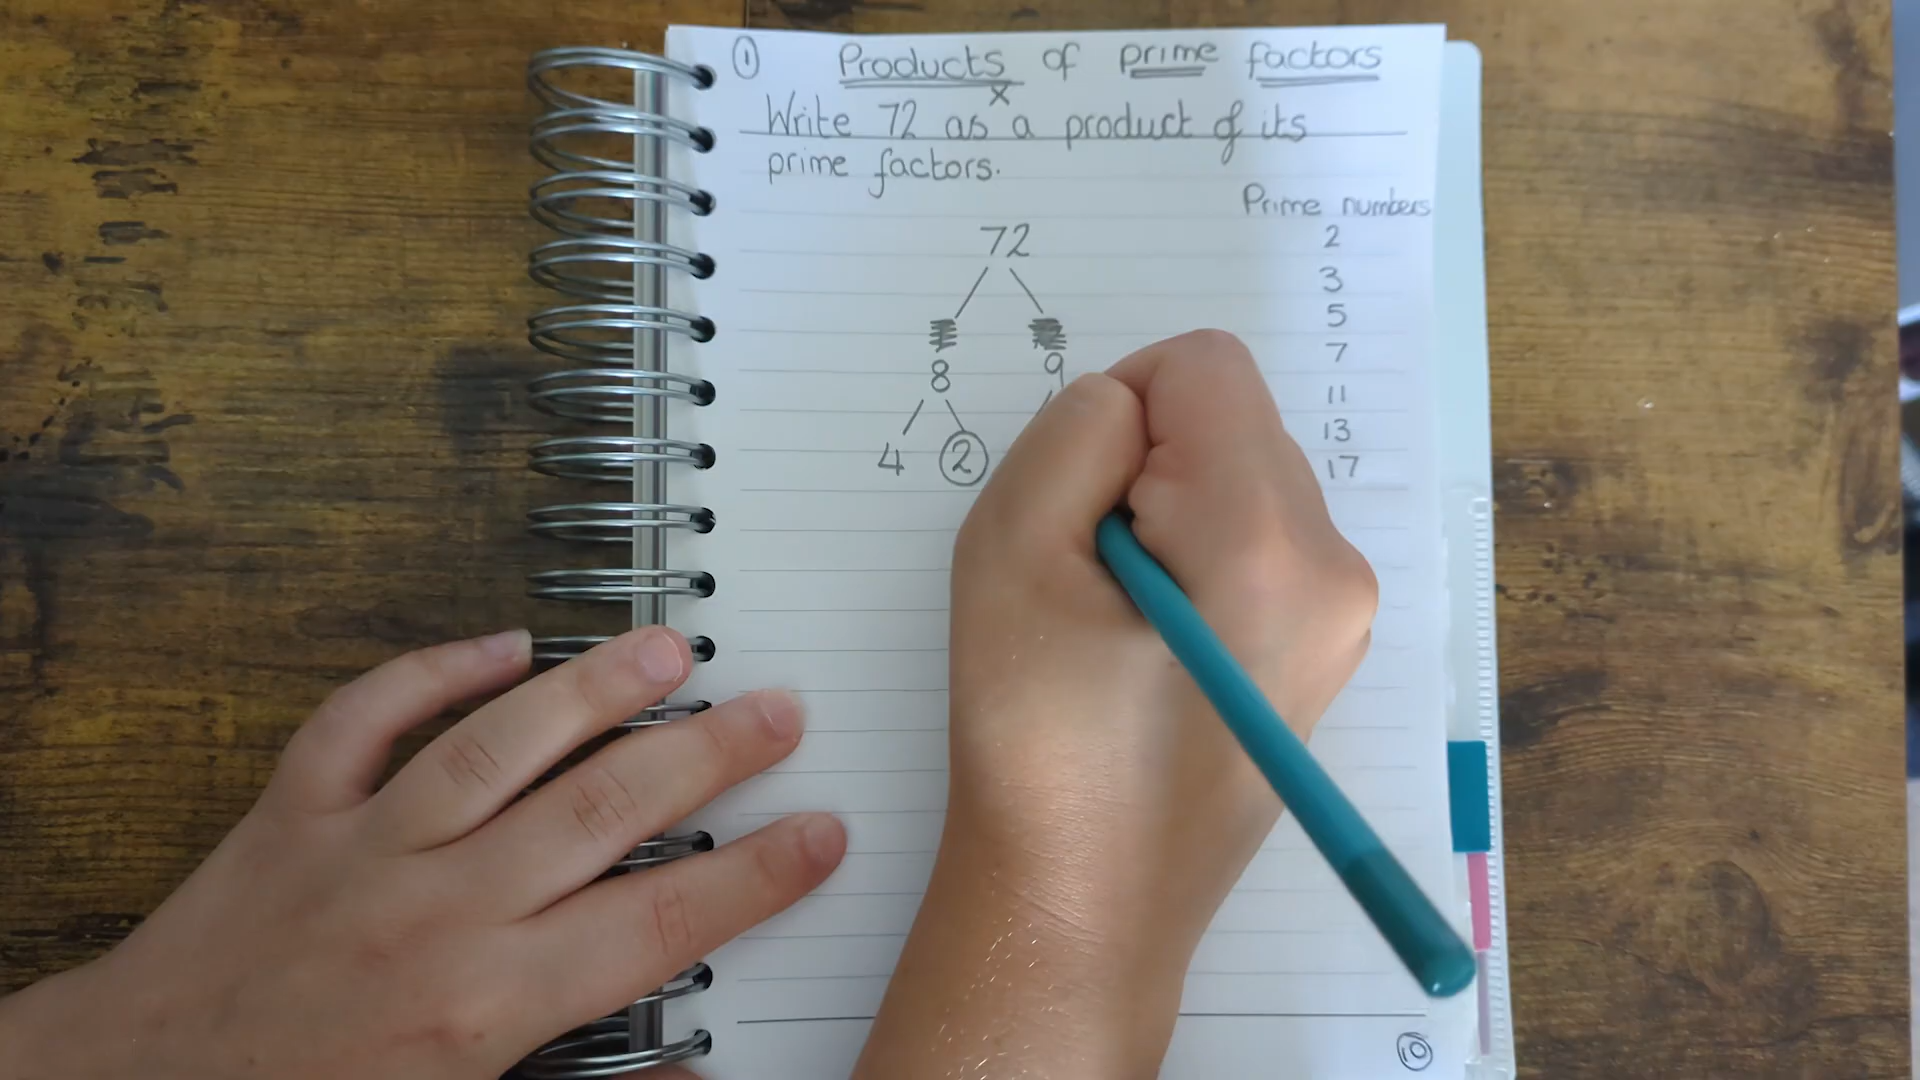 ① Products of prime factors
x
Write 72 as a product of its
prime factors.
Prime numbers
72
2
3
5
7
8 9
11
13
4 2
17
10